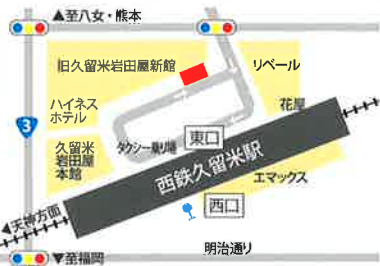 ▲至八女・熊本
旧久留米岩田屋新館
リベール
ハイネス
ホテル
花屋
3
久留米
岩田屋
本館
タクシー乗り場
東口
西鉄久留米駅
エマックス
西口
▲天神方面
▼至福岡
明治通り